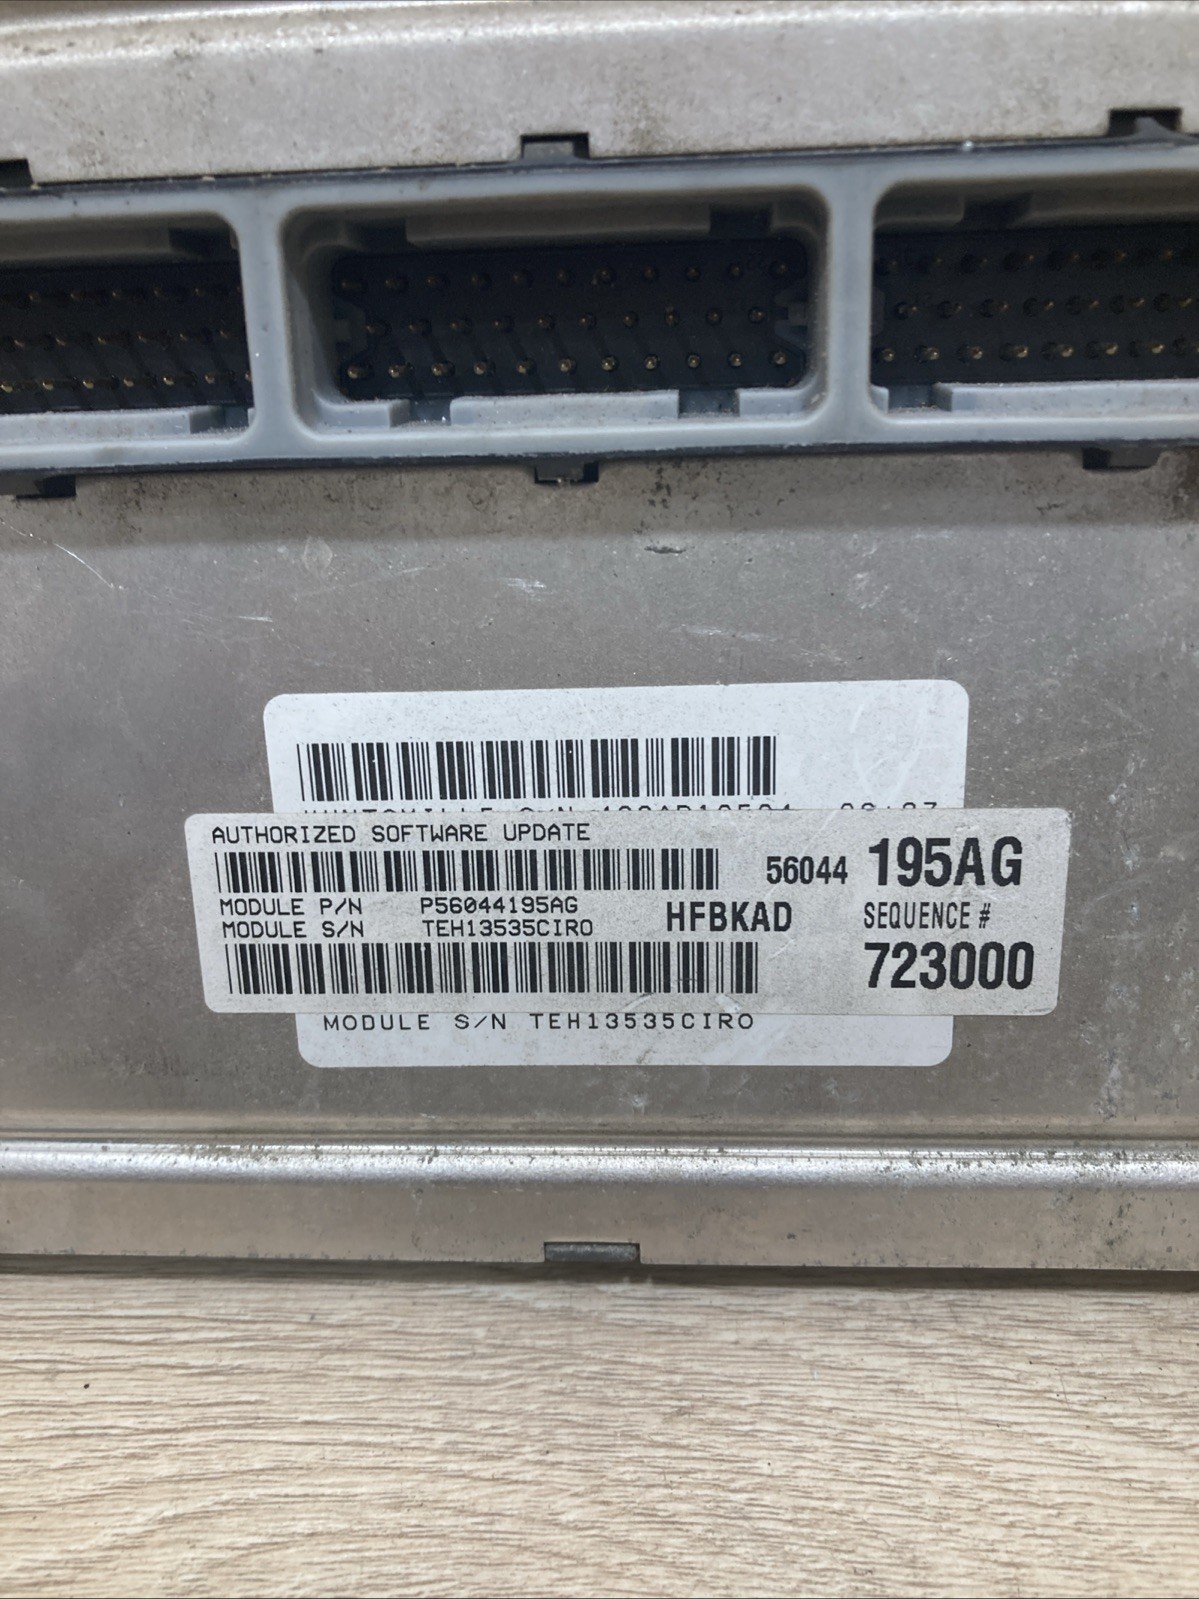 AUTHORIZED SOFTWARE UPDATE
56044 195AG
MODULE P/N P56044195AG
MODULE S/N TEH13535CIRO
HFBKAD
SEQUENCE #
723000
MODULE S/N TEH13535CIRO